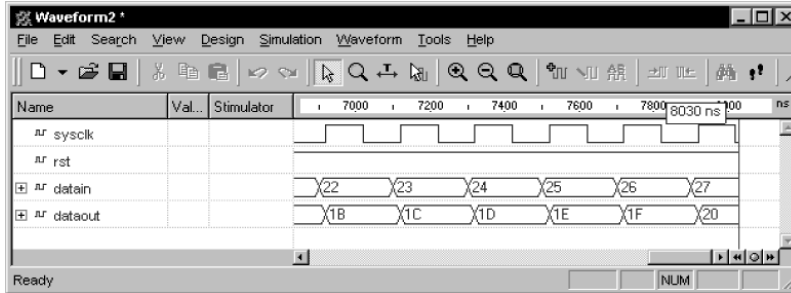 Waveform2 *
File Edit Search View Design Simulation Waveform Tools Help
Name Val... Stimulator 7000 7200 7400 7600 7800 ns
8030 ns
sysclk
rst
datain 22 23 24 25 26 27
dataout 1B 1C 1D 1E 1F 20
Ready NUM